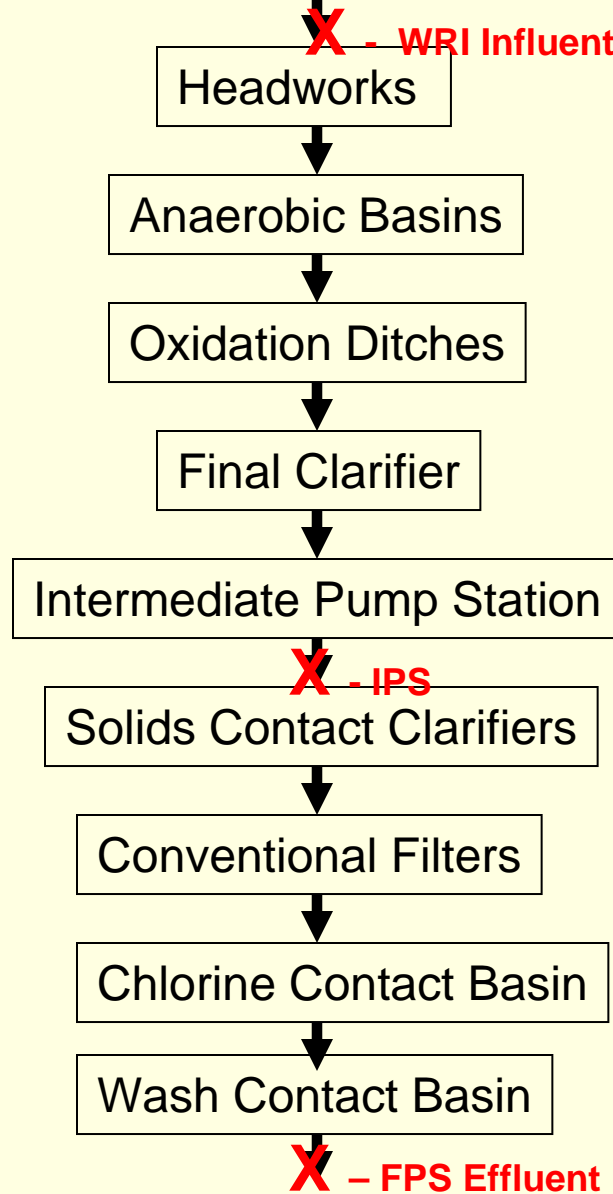 X - WRI Influent
Headworks
Anaerobic Basins
Oxidation Ditches
Final Clarifier
Intermediate Pump Station
X - IPS
Solids Contact Clarifiers
Conventional Filters
Chlorine Contact Basin
Wash Contact Basin
X – FPS Effluent